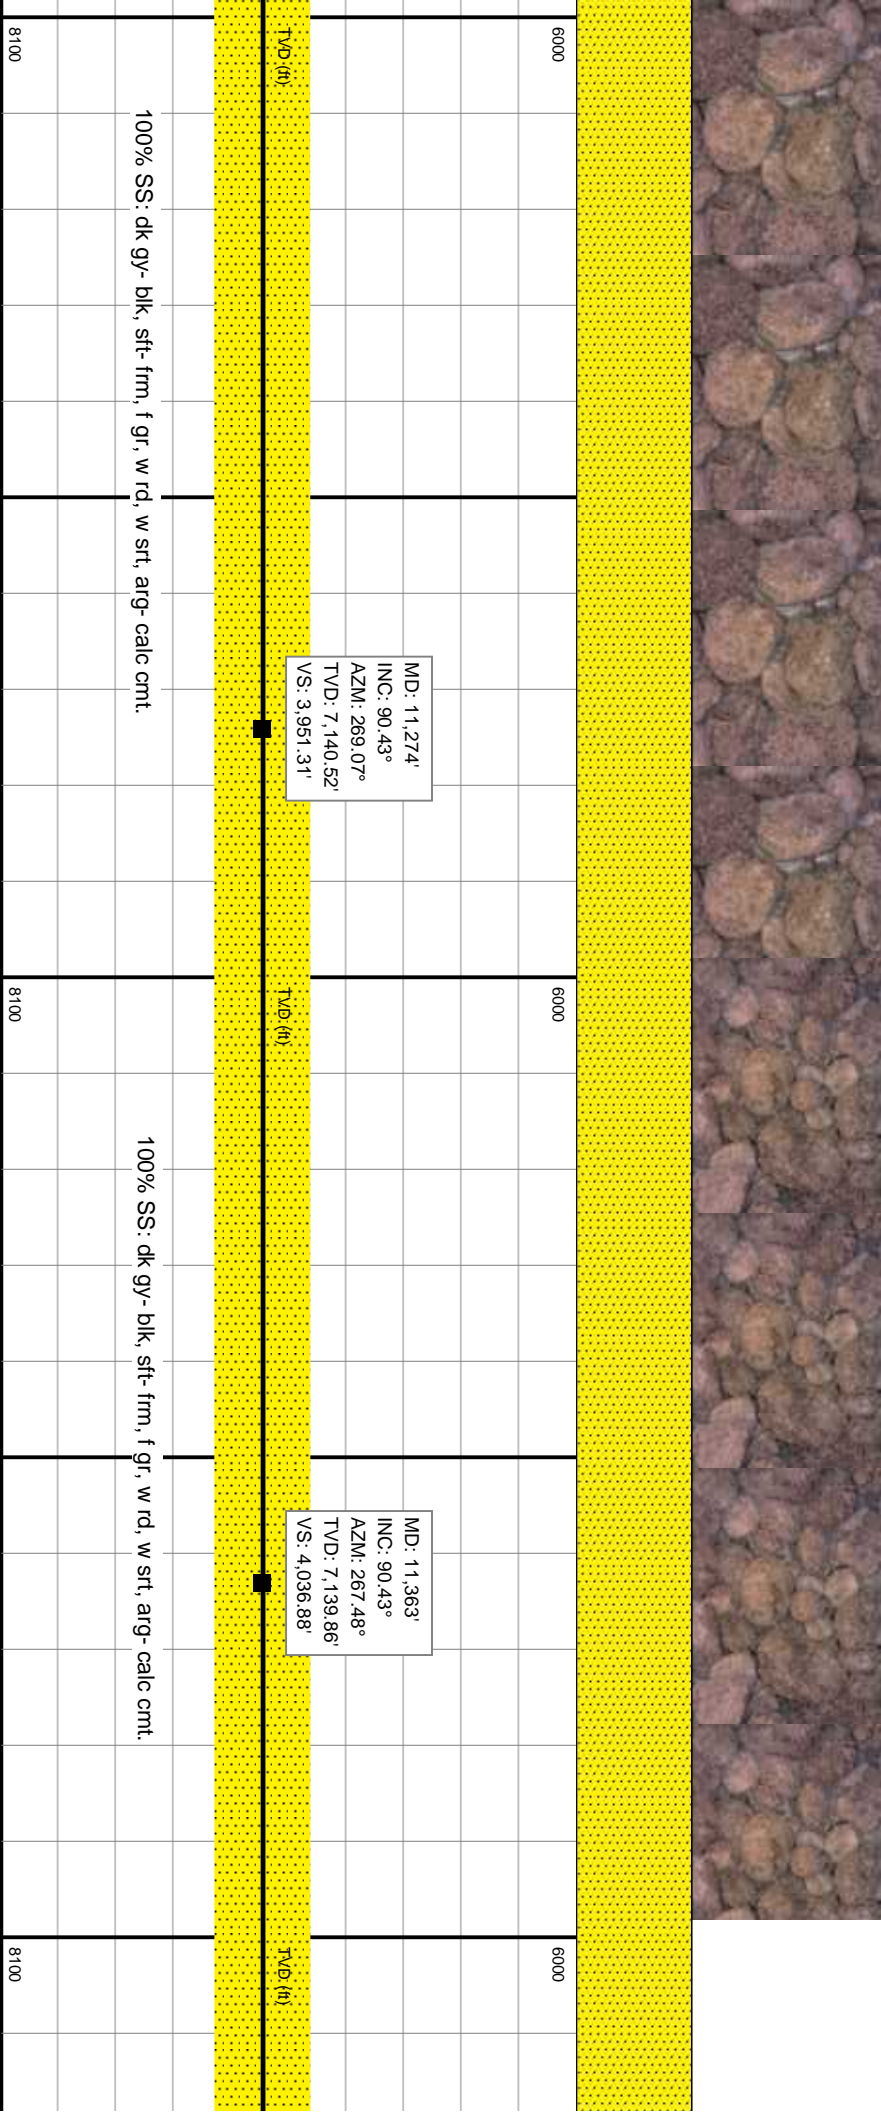 6000
TVD (ft)
8100
100% SS: dk gy- blk, sft- frm, f gr, w rd, w srt, arg- calc cmt.
MD: 11,274'
INC: 90.43°
AZM: 269.07°
TVD: 7,140.52'
VS: 3,951.31'
6000
TVD (ft)
8100
100% SS: dk gy- blk, sft- frm, f gr, w rd, w srt, arg- calc cmt.
MD: 11,363'
INC: 90.43°
AZM: 267.48°
TVD: 7,139.86'
VS: 4,036.88'
6000
TVD (ft)
8100